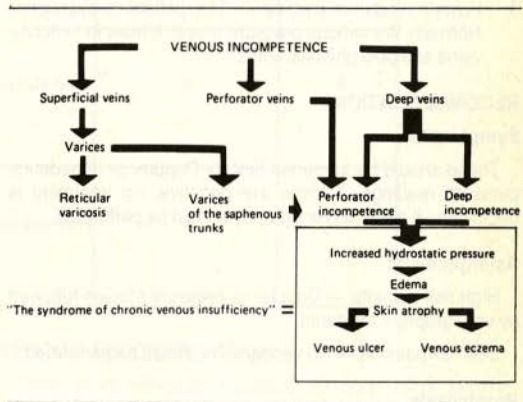 VENOUS INCOMPETENCE
Superficial veins Perforator veins Deep veins
Varices
Reticular Varices Perforator Deep
varicosis of the saphenous incompetence incompetence
trunks
Increased hydrostatic pressure
Edema
"The syndrome of chronic venous insufficiency" = Skin atrophy
Venous ulcer Venous eczema